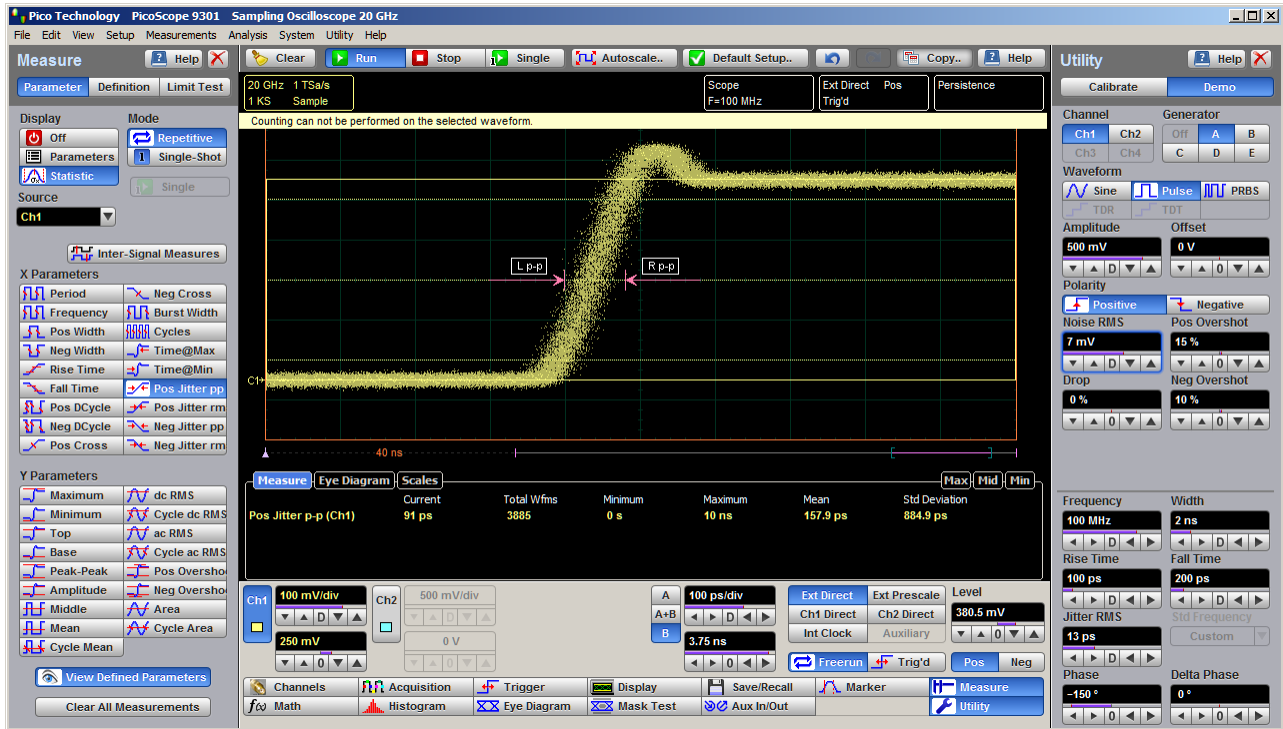 Pico Technology PicoScope 9301 Sampling Oscilloscope 20 GHz
File Edit View Setup Measurements Analysis System Utility Help
Measure Help
Parameter Definition Limit Test
Display Mode
Off Repetitive
Parameters Single-Shot
Statistic
Single
Source
Ch1
Inter-Signal Measures
X Parameters
Period Neg Cross
Frequency Burst Width
Pos Width Cycles
Neg Width Time@Max
Rise Time Time@Min
Fall Time Pos Jitter pp
Pos DCycle Pos Jitter rm
Neg DCycle Neg Jitter pp
Pos Cross Neg Jitter rm
Y Parameters
Maximum dc RMS
Minimum Cycle dc RMS
Top ac RMS
Base Cycle ac RMS
Peak-Peak Pos Oversho
Amplitude Neg Oversho
Middle Area
Mean Cycle Area
Cycle Mean
View Defined Parameters
Clear All Measurements
Clear Run Stop Single Autoscale.. Default Setup.. Copy.. Help
20 GHz 1 TSa/s
1 KS Sample
Scope
F=100 MHz
Ext Direct Pos
Trig'd
Persistence
Counting can not be performed on the selected waveform.
L p-p R p-p
C1
40 ns
Measure Eye Diagram Scales Max Mid Min
Current Total Wfms Minimum Maximum Mean Std Deviation
Pos Jitter p-p (Ch1) 91 ps 3885 0 s 10 ns 157.9 ps 884.9 ps
Ch1
100 mV/div
D
250 mV
0
Ch2
500 mV/div
D
0 V
0
A
A+B
B
100 ps/div
D
3.75 ns
0
Ext Direct Ext Prescale
Ch1 Direct Ch2 Direct
Int Clock Auxiliary
Freerun Trig'd
Level
380.5 mV
0
Pos Neg
Channels Acquisition Trigger Display Save/Recall Marker Measure
f(x) Math Histogram Eye Diagram Mask Test Aux In/Out Utility
Utility Help
Calibrate Demo
Channel Generator
Ch1 Ch2 Off A B
Ch3 Ch4 C D E
Waveform
Sine Pulse PRBS
TDR TDT
Amplitude Offset
500 mV 0 V
D 0
Polarity
Positive Negative
Noise RMS Pos Overshot
7 mV 15 %
D 0
Drop Neg Overshot
0 % 10 %
0 0
Frequency Width
100 MHz 2 ns
D D
Rise Time Fall Time
100 ps 200 ps
D D
Jitter RMS Std Frequency
13 ps Custom
D
Phase Delta Phase
-150 ° 0 °
0 0